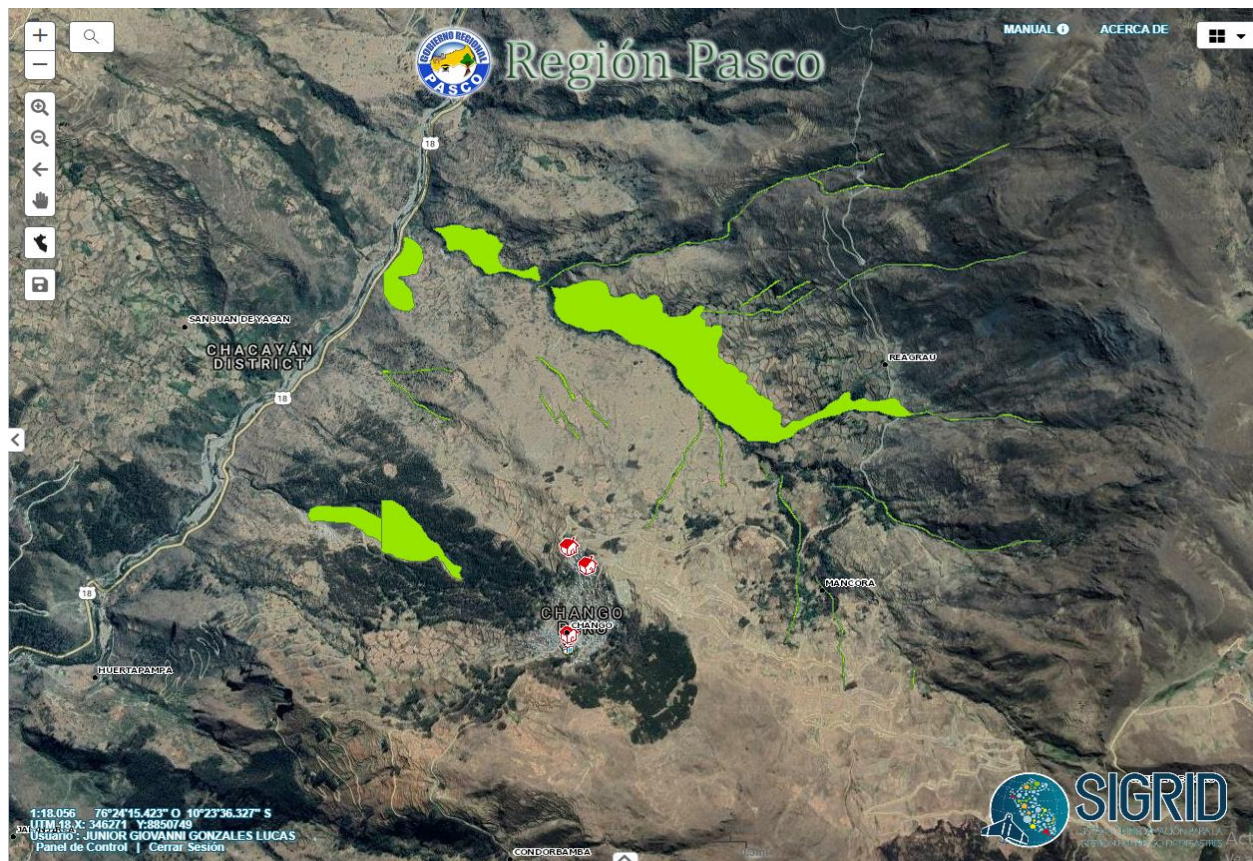 MANUAL
ACERCA DE
GOBIERNO REGIONAL
PASCO
Región Pasco
18
SAN JUAN DE YACAN
CHACAYÁN
DISTRICT
REAGRAU
18
18
CHANGO
CHANGO
MANCORA
HUERTAPAMPA
CONDORBAMBA
1:18.056 76°24'15.423" O 10°23'36.327" S
UTM-18 X: 346271 Y:8850749
Usuario : JUNIOR GIOVANNI GONZALES LUCAS
Panel de Control | Cerrar Sesión
SIGRID